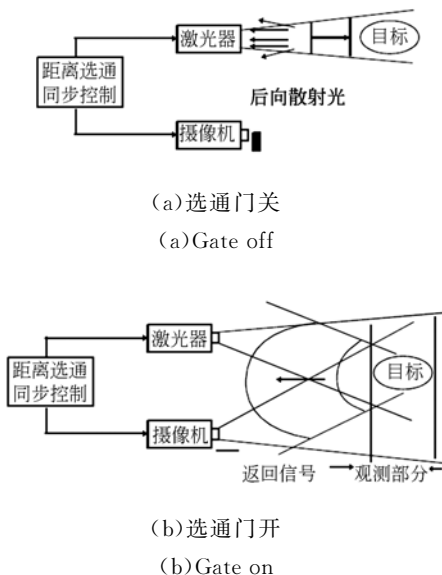 激光器
目标
距离选通
同步控制
后向散射光
摄像机
(a)选通门关
(a)Gate off
激光器
距离选通
同步控制
目标
摄像机
返回信号
观测部分
(b)选通门开
(b)Gate on